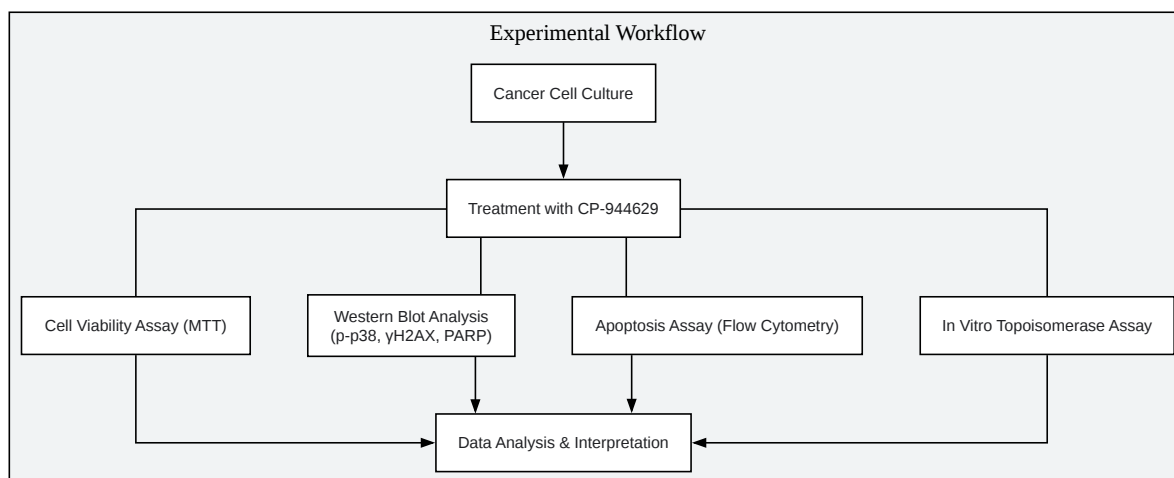 Experimental Workflow
Cancer Cell Culture
Treatment with CP-944629
Cell Viability Assay (MTT)
Western Blot Analysis
(p-p38, γH2AX, PARP)
Apoptosis Assay (Flow Cytometry)
In Vitro Topoisomerase Assay
Data Analysis & Interpretation